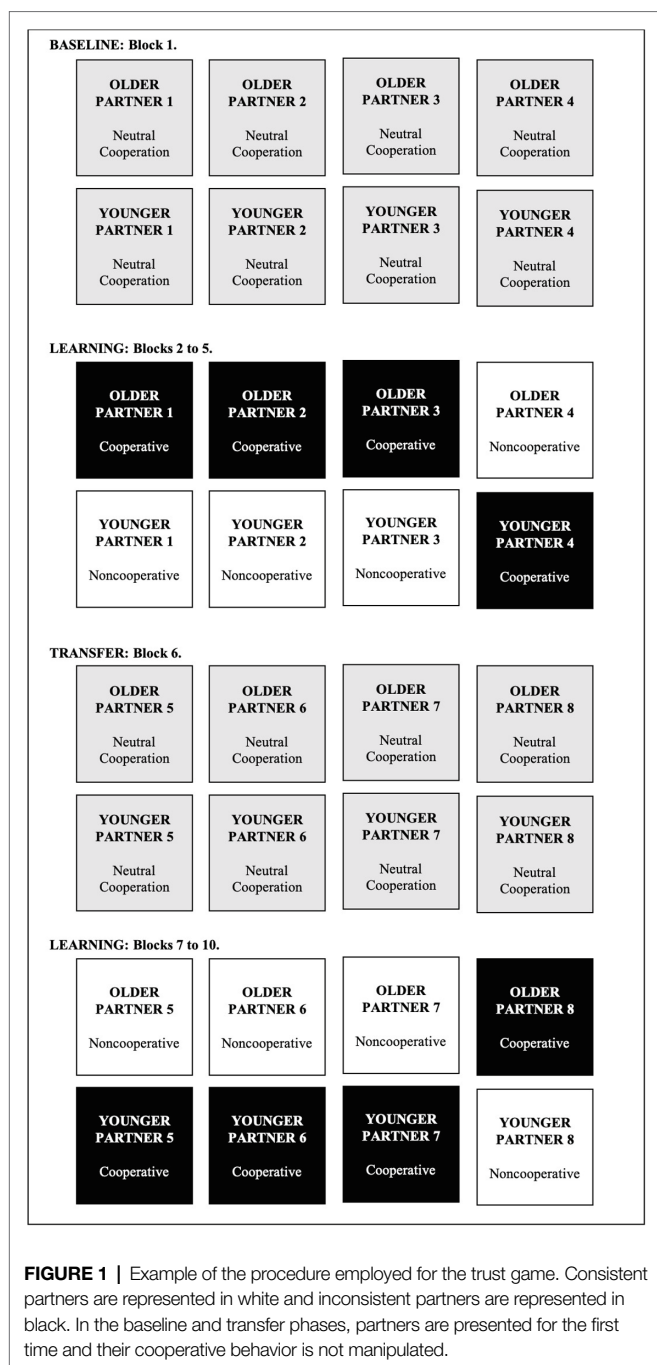 BASELINE: Block 1.
OLDER
PARTNER 1
Neutral
Cooperation
OLDER
PARTNER 2
Neutral
Cooperation
OLDER
PARTNER 3
Neutral
Cooperation
OLDER
PARTNER 4
Neutral
Cooperation
YOUNGER
PARTNER 1
Neutral
Cooperation
YOUNGER
PARTNER 2
Neutral
Cooperation
YOUNGER
PARTNER 3
Neutral
Cooperation
YOUNGER
PARTNER 4
Neutral
Cooperation
LEARNING: Blocks 2 to 5.
OLDER
PARTNER 1
Cooperative
OLDER
PARTNER 2
Cooperative
OLDER
PARTNER 3
Cooperative
OLDER
PARTNER 4
Noncooperative
YOUNGER
PARTNER 1
Noncooperative
YOUNGER
PARTNER 2
Noncooperative
YOUNGER
PARTNER 3
Noncooperative
YOUNGER
PARTNER 4
Cooperative
TRANSFER: Block 6.
OLDER
PARTNER 5
Neutral
Cooperation
OLDER
PARTNER 6
Neutral
Cooperation
OLDER
PARTNER 7
Neutral
Cooperation
OLDER
PARTNER 8
Neutral
Cooperation
YOUNGER
PARTNER 5
Neutral
Cooperation
YOUNGER
PARTNER 6
Neutral
Cooperation
YOUNGER
PARTNER 7
Neutral
Cooperation
YOUNGER
PARTNER 8
Neutral
Cooperation
LEARNING: Blocks 7 to 10.
OLDER
PARTNER 5
Noncooperative
OLDER
PARTNER 6
Noncooperative
OLDER
PARTNER 7
Noncooperative
OLDER
PARTNER 8
Cooperative
YOUNGER
PARTNER 5
Cooperative
YOUNGER
PARTNER 6
Cooperative
YOUNGER
PARTNER 7
Cooperative
YOUNGER
PARTNER 8
Noncooperative
FIGURE 1 | Example of the procedure employed for the trust game. Consistent
partners are represented in white and inconsistent partners are represented in
black. In the baseline and transfer phases, partners are presented for the first
time and their cooperative behavior is not manipulated.